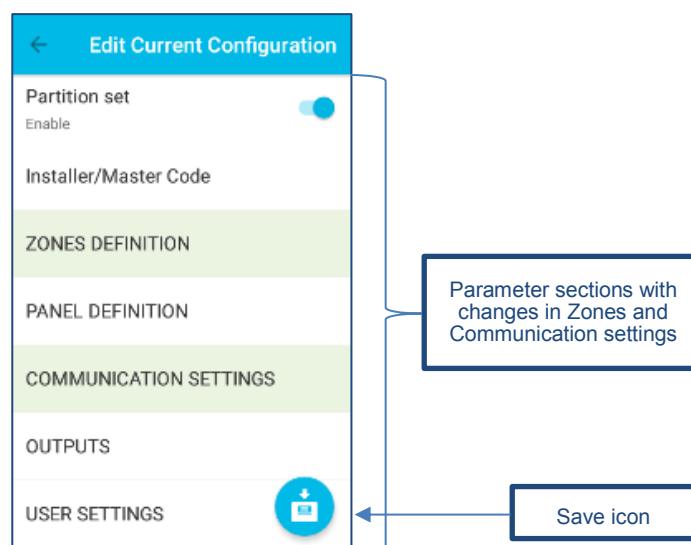 Edit Current Configuration
Partition set
Enable
Installer/Master Code
ZONES DEFINITION
PANEL DEFINITION
COMMUNICATION SETTINGS
OUTPUTS
USER SETTINGS
Parameter sections with
changes in Zones and
Communication settings
Save icon